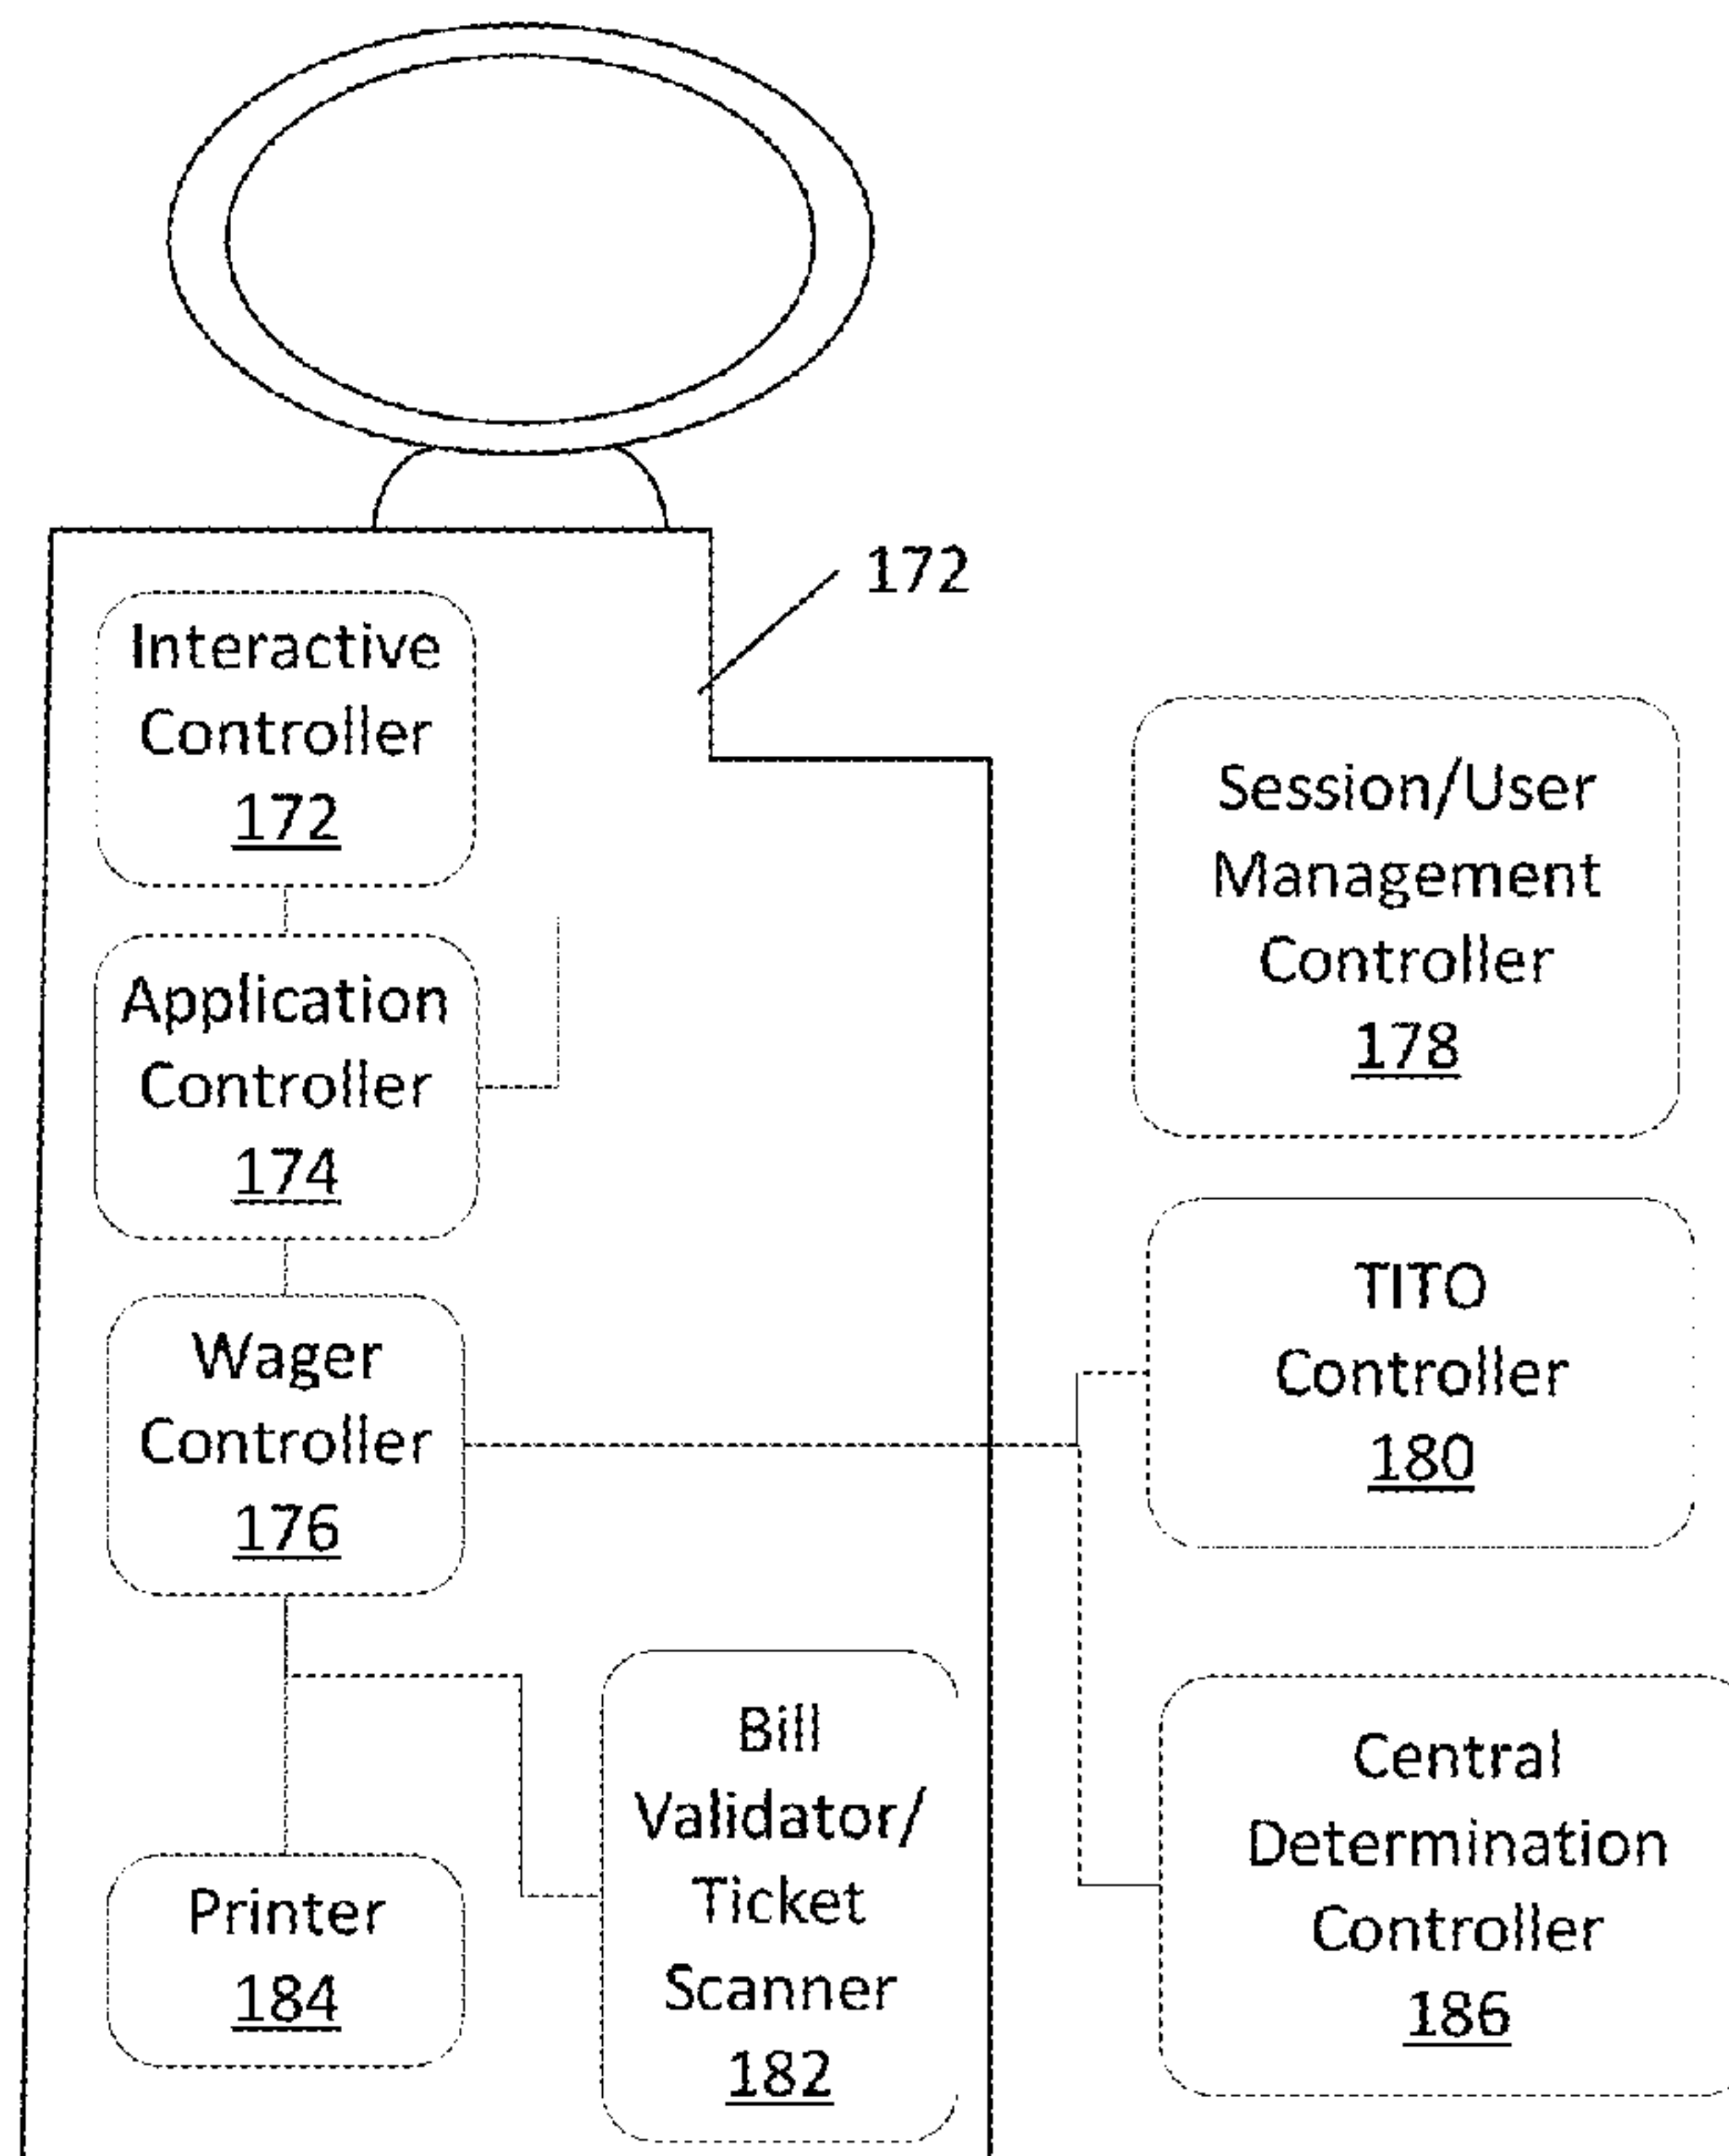 172
Interactive
Controller
172
Application
Controller
174
Wager
Controller
176
Printer
184
Bill
Validator/
Ticket
Scanner
182
Session/User
Management
Controller
178
TITO
Controller
180
Central
Determination
Controller
186